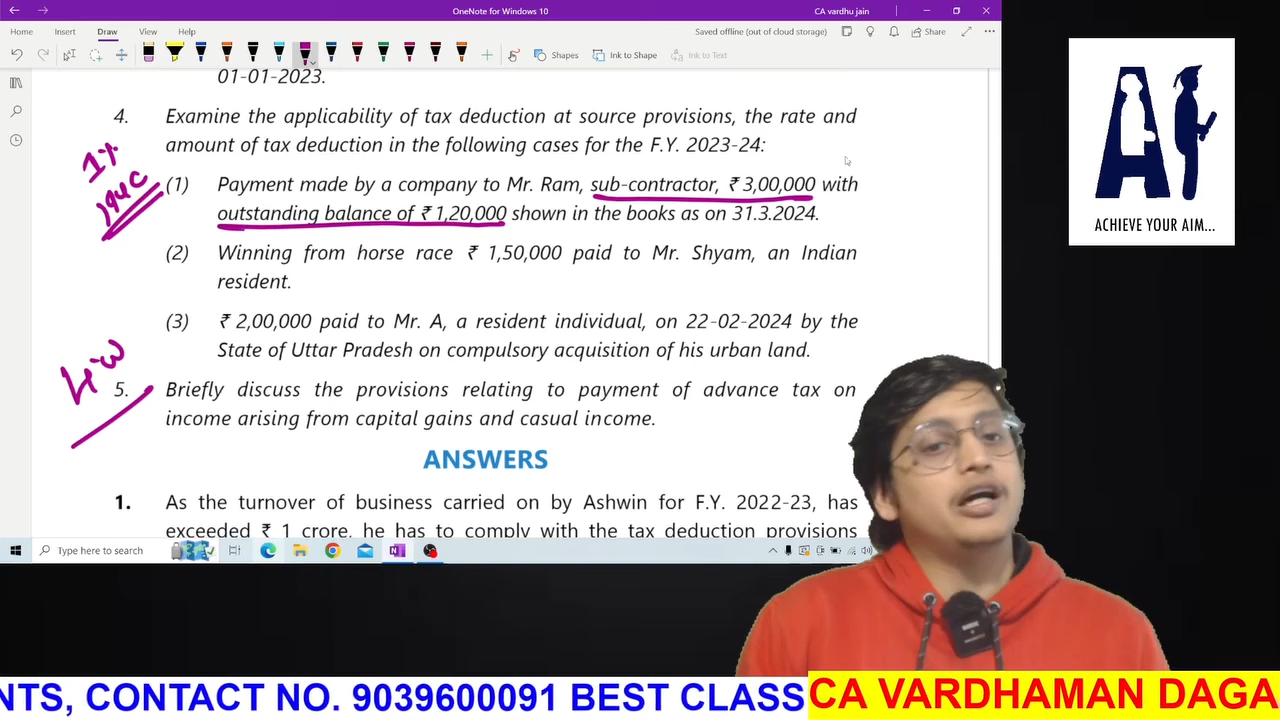 OneNote for Windows 10
CA vardhu jain
Home Insert Draw View Help
Saved offline (out of cloud storage)
Share
Shapes
Ink to Shape
Ink to Text
01-01-2023.
4. Examine the applicability of tax deduction at source provisions, the rate and
amount of tax deduction in the following cases for the F.Y. 2023-24:
1%
194C
(1) Payment made by a company to Mr. Ram, sub-contractor, ₹ 3,00,000 with
outstanding balance of ₹ 1,20,000 shown in the books as on 31.3.2024.
(2) Winning from horse race ₹ 1,50,000 paid to Mr. Shyam, an Indian
resident.
(3) ₹ 2,00,000 paid to Mr. A, a resident individual, on 22-02-2024 by the
State of Uttar Pradesh on compulsory acquisition of his urban land.
H·W
5. Briefly discuss the provisions relating to payment of advance tax on
income arising from capital gains and casual income.
ANSWERS
1. As the turnover of business carried on by Ashwin for F.Y. 2022-23, has
exceeded ₹ 1 crore, he has to comply with the tax deduction provisions
Type here to search
A
ACHIEVE YOUR AIM...
NTS, CONTACT NO. 9039600091 BEST CLASS
CA VARDHAMAN DAGA